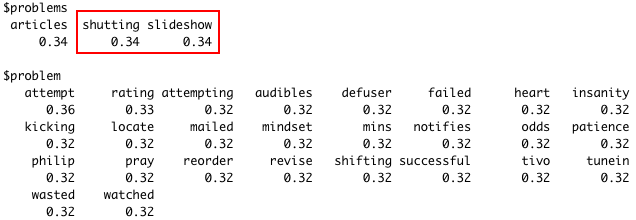 $problems
articles shutting slideshow
0.34 0.34 0.34
$problem
attempt rating attempting audibles defuser failed heart insanity
0.36 0.33 0.32 0.32 0.32 0.32 0.32 0.32
kicking locate mailed mindset mins notifies odds patience
0.32 0.32 0.32 0.32 0.32 0.32 0.32 0.32
philip pray reorder revise shifting successful tivo tunein
0.32 0.32 0.32 0.32 0.32 0.32 0.32 0.32
wasted watched
0.32 0.32